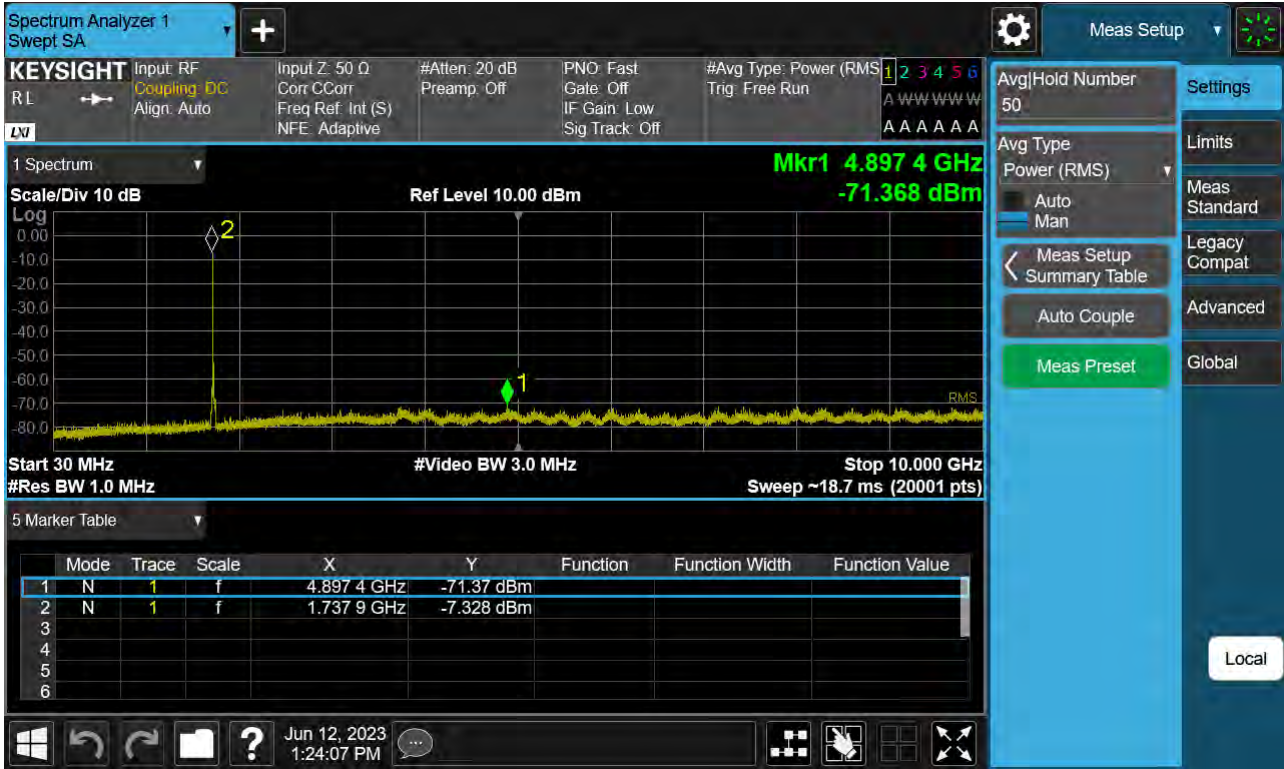 Spectrum Analyzer 1
Swept SA
+
Meas Setup
KEYSIGHT
RL
LXI
Input: RF
Coupling: DC
Align: Auto
Input Z: 50 Ω
Corr CCorr
Freq Ref: Int (S)
NFE: Adaptive
#Atten: 20 dB
Preamp: Off
PNO: Fast
Gate: Off
IF Gain: Low
Sig Track: Off
#Avg Type: Power (RMS
Trig: Free Run
1 2 3 4 5 6
A W W W W W
A A A A A A
1 Spectrum
Scale/Div 10 dB
Ref Level 10.00 dBm
Mkr1 4.897 4 GHz
-71.368 dBm
Log
0.00
-10.0
-20.0
-30.0
-40.0
-50.0
-60.0
-70.0
-80.0
2
1
RMS
Start 30 MHz
#Video BW 3.0 MHz
Stop 10.000 GHz
#Res BW 1.0 MHz
Sweep ~18.7 ms (20001 pts)
5 Marker Table
Mode Trace Scale X Y Function Function Width Function Value
1 N 1 f 4.897 4 GHz -71.37 dBm
2 N 1 f 1.737 9 GHz -7.328 dBm
3
4
5
6
Avg|Hold Number
50
Avg Type
Power (RMS)
Auto
Man
Meas Setup
Summary Table
Auto Couple
Meas Preset
Settings
Limits
Meas
Standard
Legacy
Compat
Advanced
Global
Local
?
Jun 12, 2023
1:24:07 PM